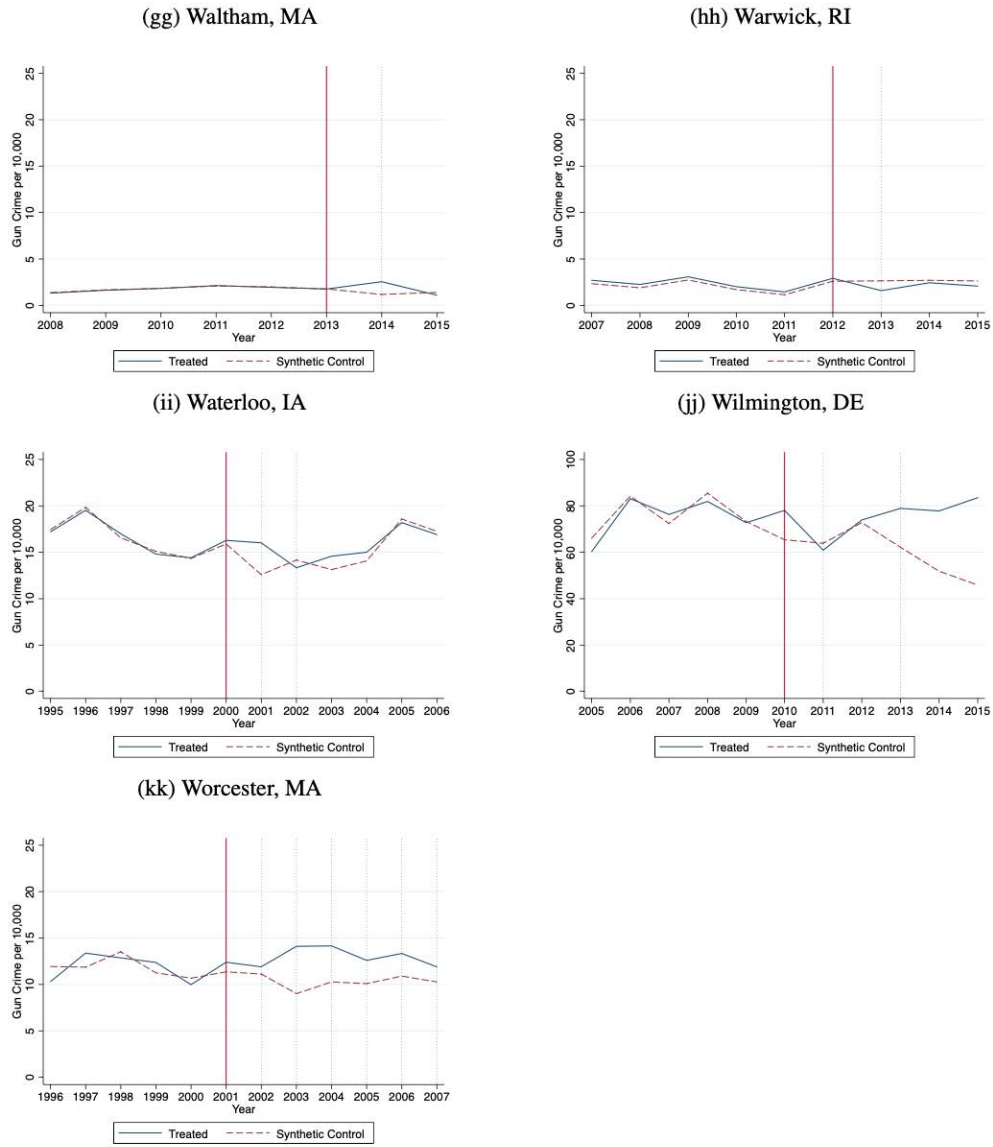 (gg) Waltham, MA
Gun Crime per 10,000
25
20
15
10
5
0
2008 2009 2010 2011 2012 2013 2014 2015
Year
Treated Synthetic Control
(hh) Warwick, RI
Gun Crime per 10,000
25
20
15
10
5
0
2007 2008 2009 2010 2011 2012 2013 2014 2015
Year
Treated Synthetic Control
(ii) Waterloo, IA
Gun Crime per 10,000
25
20
15
10
5
0
1995 1996 1997 1998 1999 2000 2001 2002 2003 2004 2005 2006
Year
Treated Synthetic Control
(jj) Wilmington, DE
Gun Crime per 10,000
100
80
60
40
20
0
2005 2006 2007 2008 2009 2010 2011 2012 2013 2014 2015
Year
Treated Synthetic Control
(kk) Worcester, MA
Gun Crime per 10,000
25
20
15
10
5
0
1996 1997 1998 1999 2000 2001 2002 2003 2004 2005 2006 2007
Year
Treated Synthetic Control